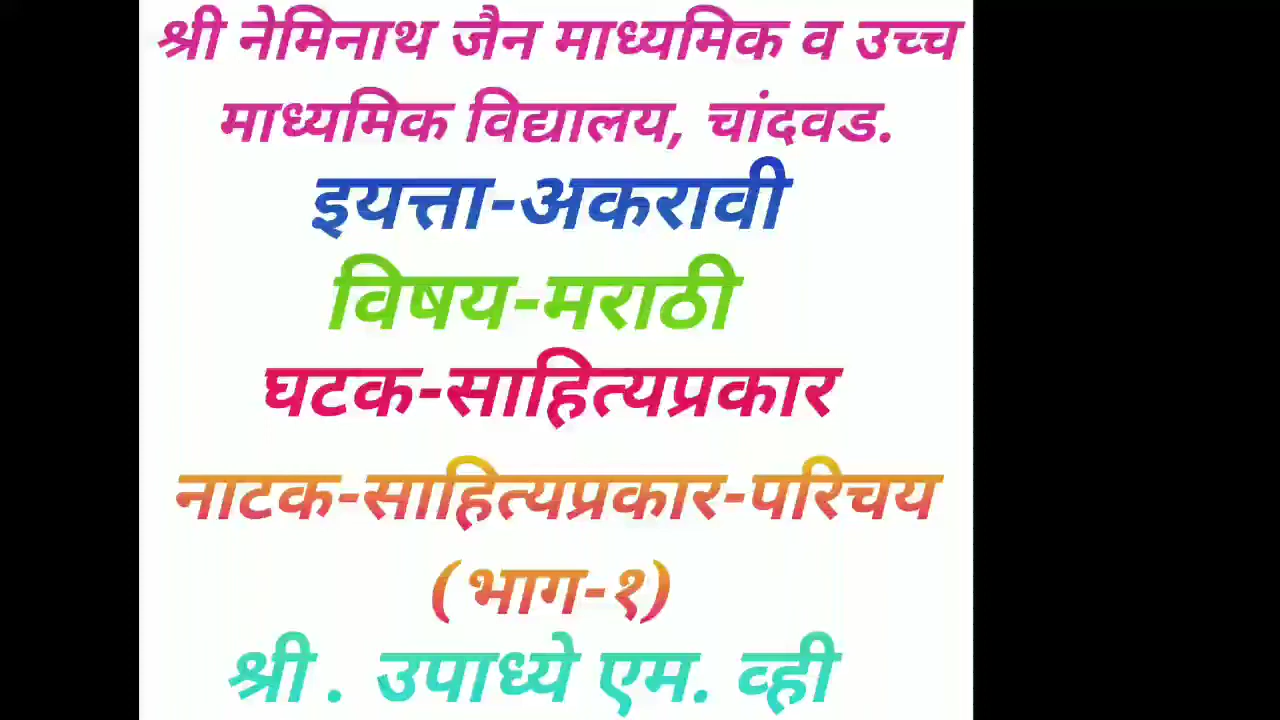 श्री नेमिनाथ जैन माध्यमिक व उच्च
माध्यमिक विद्यालय, चांदवड.
इयत्ता-अकरावी
विषय-मराठी
घटक-साहित्यप्रकार
नाटक-साहित्यप्रकार-परिचय
(भाग-१)
श्री . उपाध्ये एम. व्ही